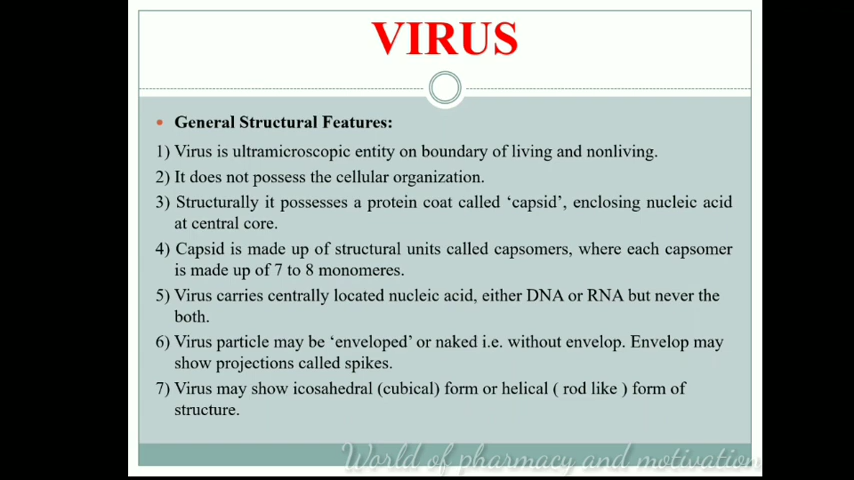 VIRUS
• General Structural Features:
1) Virus is ultramicroscopic entity on boundary of living and nonliving.
2) It does not possess the cellular organization.
3) Structurally it possesses a protein coat called ‘capsid’, enclosing nucleic acid
at central core.
4) Capsid is made up of structural units called capsomers, where each capsomer
is made up of 7 to 8 monomeres.
5) Virus carries centrally located nucleic acid, either DNA or RNA but never the
both.
6) Virus particle may be ‘enveloped’ or naked i.e. without envelop. Envelop may
show projections called spikes.
7) Virus may show icosahedral (cubical) form or helical ( rod like ) form of
structure.
World of pharmacy and motivation